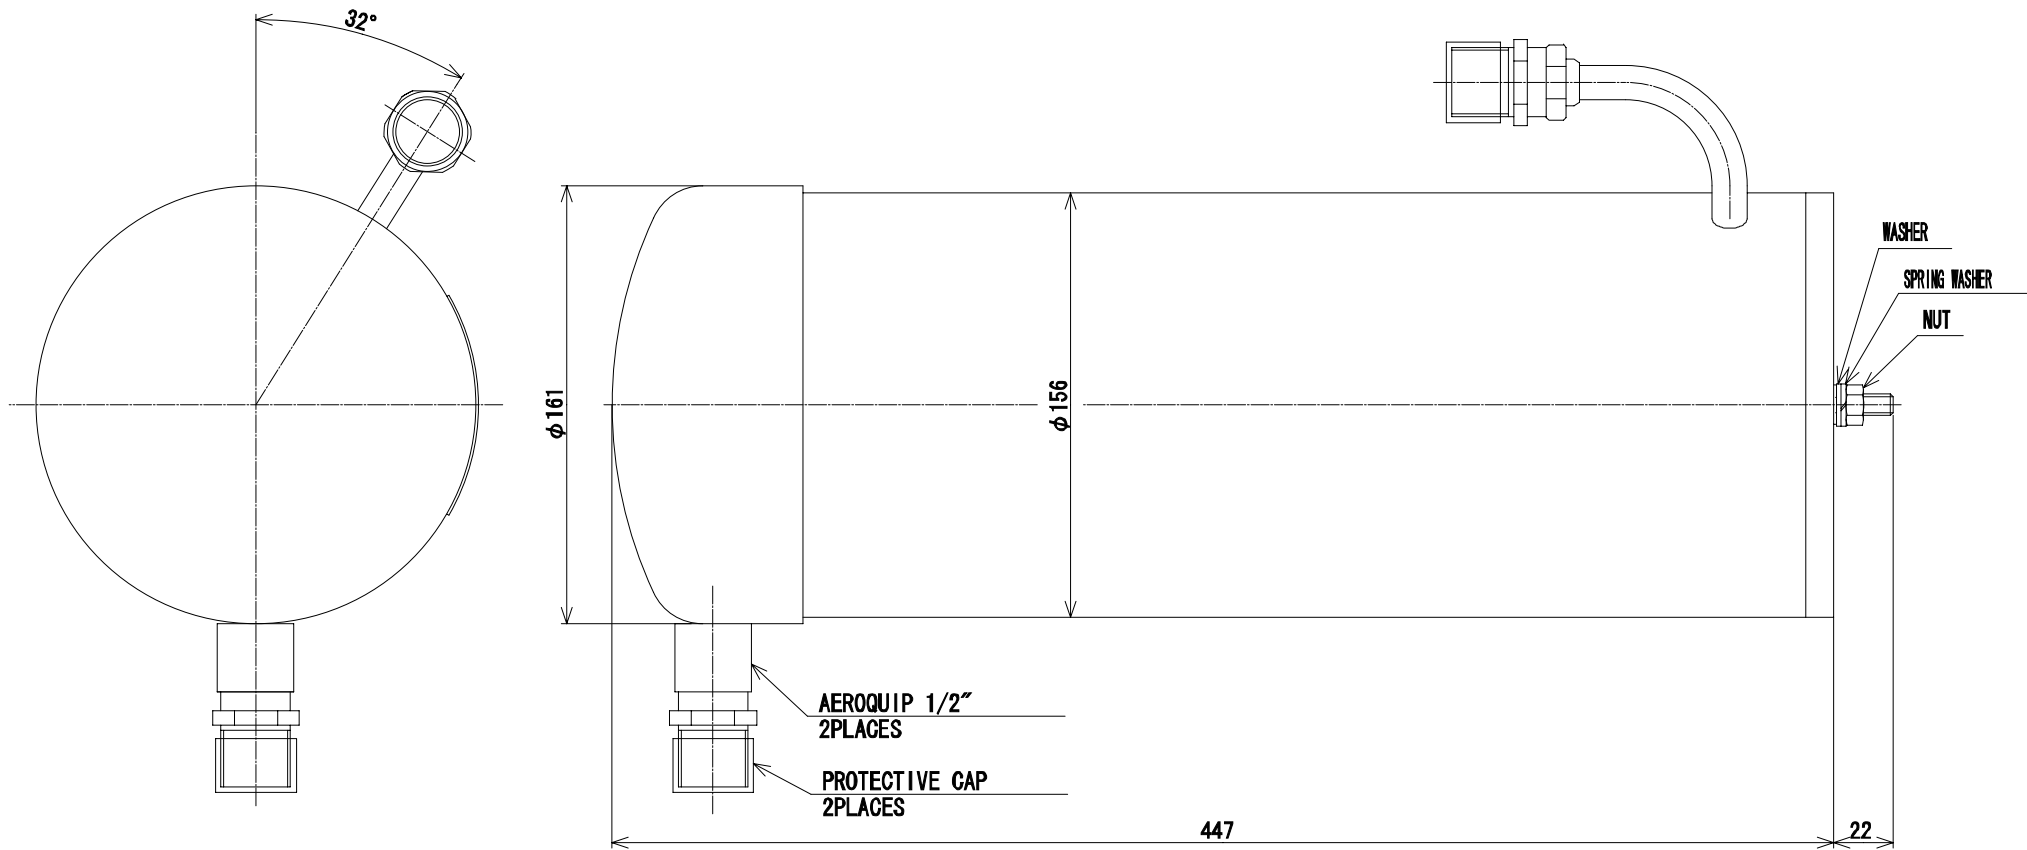 32°
WASHER
SPRING WASHER
NUT
φ161
φ156
AEROQUIP 1/2″
2PLACES
PROTECTIVE CAP
2PLACES
447
22